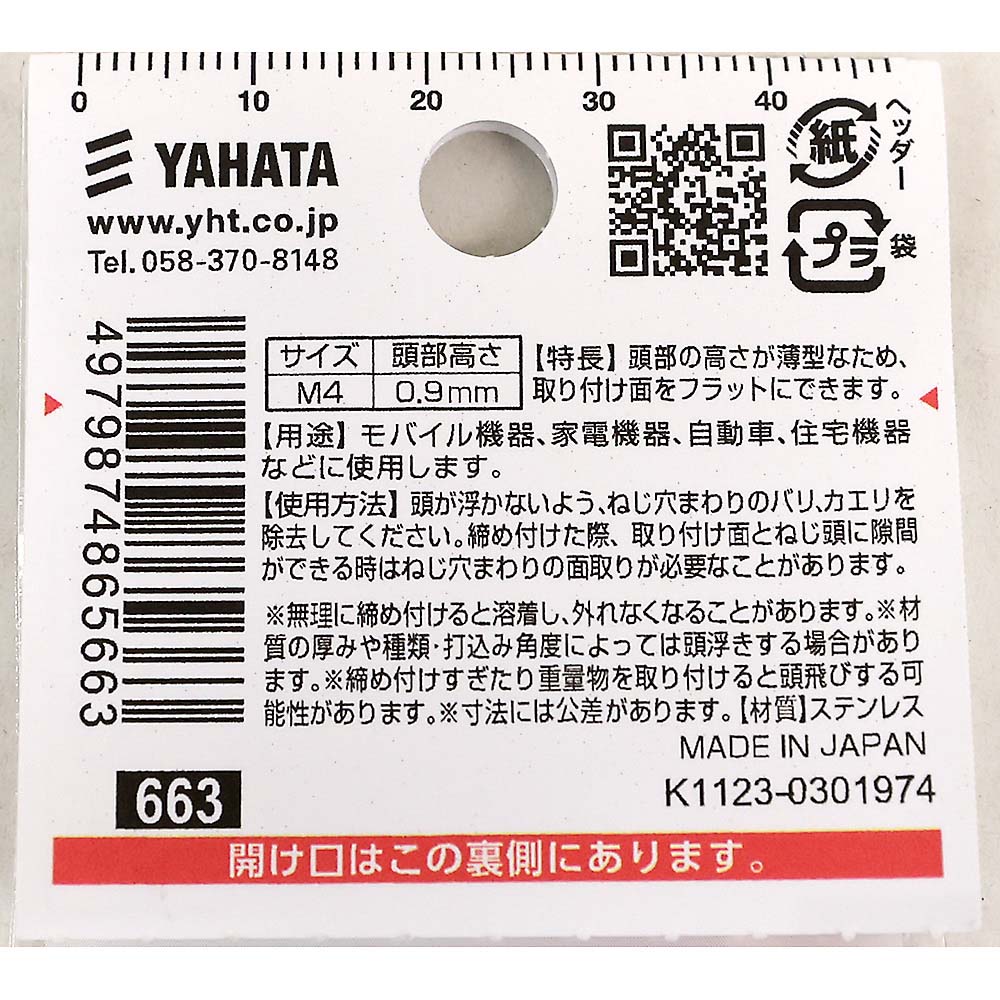 0 10 20 30 40
YAHATA
www.yht.co.jp
Tel. 058-370-8148
紙
ヘッダー
プラ
袋
4979874865663
サイズ 頭部高さ
M4 0.9mm
【特長】頭部の高さが薄型なため、
取り付け面をフラットにできます。
【用途】モバイル機器、家電機器、自動車、住宅機器
などに使用します。
【使用方法】頭が浮かないよう、ねじ穴まわりのバリ、カエリを
除去してください。締め付けた際、取り付け面とねじ頭に隙間
ができる時はねじ穴まわりの面取りが必要なことがあります。
※無理に締め付けると溶着し、外れなくなることがあります。※材
質の厚みや種類・打込み角度によっては頭浮きする場合があり
ます。※締め付けすぎたり重量物を取り付けると頭飛びする可
能性があります。※寸法には公差があります。【材質】ステンレス
MADE IN JAPAN
663
K1123-0301974
開け口はこの裏側にあります。